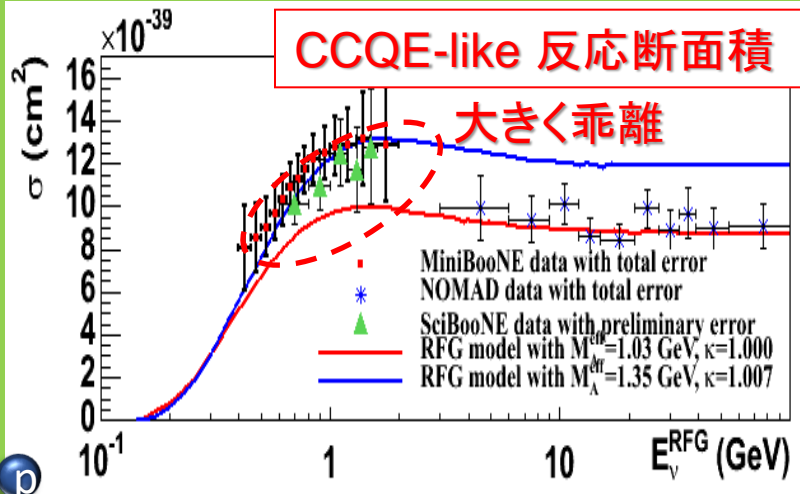 ×10⁻³⁹
CCQE-like 反応断面積
大きく乖離
σ (cm²)
16
14
12
10
8
6
4
2
0
MiniBooNE data with total error
NOMAD data with total error
SciBooNE data with preliminary error
RFG model with M_A^eff=1.03 GeV, κ=1.000
RFG model with M_A^eff=1.35 GeV, κ=1.007
10⁻¹ 1 10 E_ν^RFG (GeV)
p